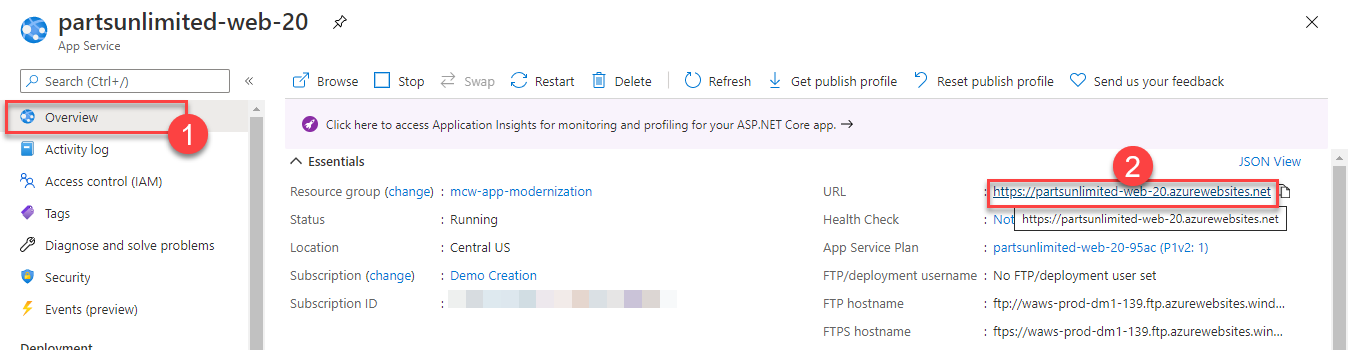 partsunlimited-web-20
App Service
Search (Ctrl+/)
«
Browse Stop Swap Restart Delete Refresh Get publish profile Reset publish profile Send us your feedback
Overview
1
Activity log
Access control (IAM)
Tags
Diagnose and solve problems
Security
Events (preview)
Deployment
Click here to access Application Insights for monitoring and profiling for your ASP.NET Core app. →
Essentials
JSON View
Resource group (change) : mcw-app-modernization
Status : Running
Location : Central US
Subscription (change) : Demo Creation
Subscription ID :
2
URL : https://partsunlimited-web-20.azurewebsites.net
Health Check : Not
https://partsunlimited-web-20.azurewebsites.net
App Service Plan : partsunlimited-web-20-95ac (P1v2: 1)
FTP/deployment username : No FTP/deployment user set
FTP hostname : ftp://waws-prod-dm1-139.ftp.azurewebsites.wind...
FTPS hostname : ftps://waws-prod-dm1-139.ftp.azurewebsites.win...